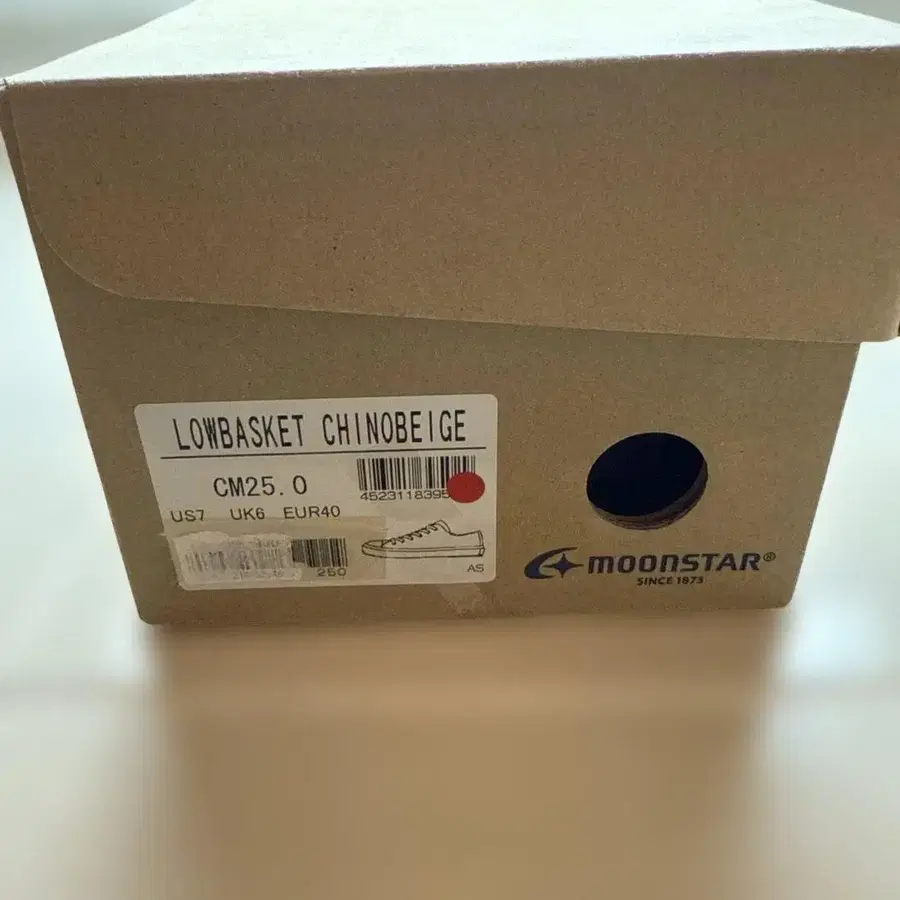 LOWBASKET CHINOBEIGE
CM25.0
4523118395
US7 UK6 EUR40
250
AS
MOONSTAR®
SINCE 1873